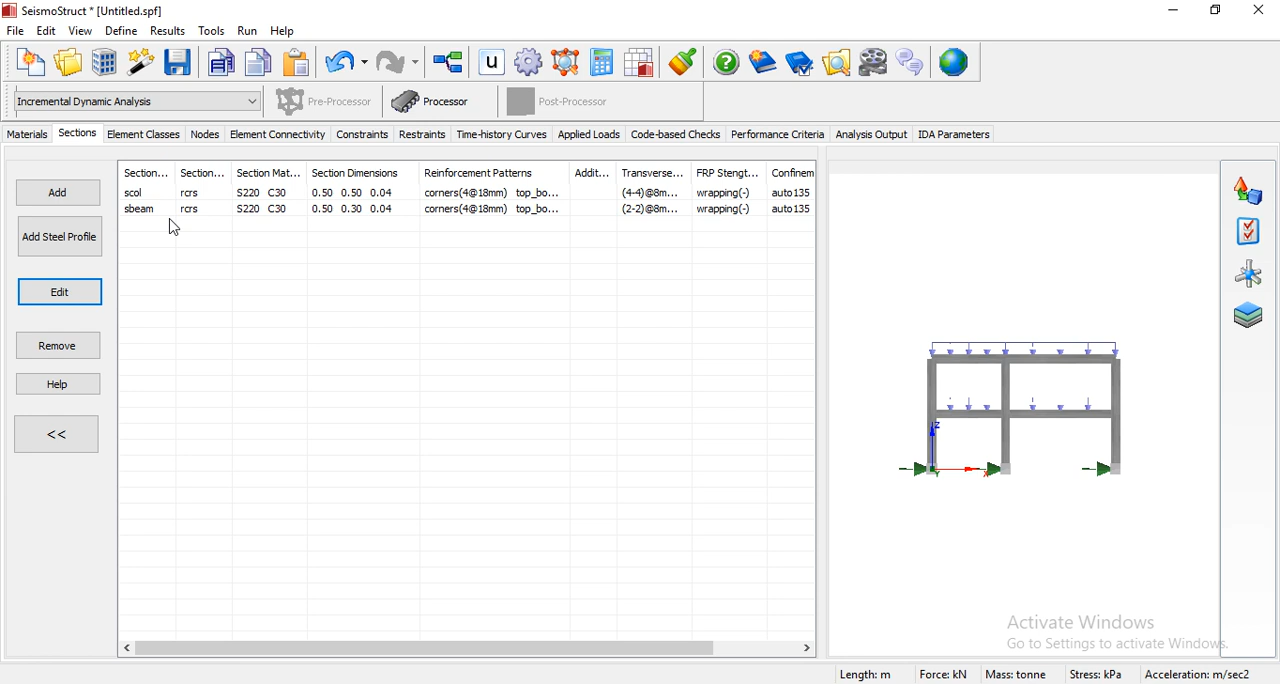 SeismoStruct * [Untitled.spf]
File Edit View Define Results Tools Run Help
u
Incremental Dynamic Analysis Pre-Processor Processor Post-Processor
Materials Sections Element Classes Nodes Element Connectivity Constraints Restraints Time-history Curves Applied Loads Code-based Checks Performance Criteria Analysis Output IDA Parameters
Section... Section... Section Mat... Section Dimensions Reinforcement Patterns Addit... Transverse... FRP Stengt... Confinem
scol rcrs S220 C30 0.50 0.50 0.04 corners(4@18mm) top_bo... (4-4)@8m... wrapping(-) auto135
sbeam rcrs S220 C30 0.50 0.30 0.04 corners(4@18mm) top_bo... (2-2)@8m... wrapping(-) auto135
Add
Add Steel Profile
Edit
Remove
Help
<<
Z
Y X
Activate Windows
Go to Settings to activate Windows.
Length: m Force: kN Mass: tonne Stress: kPa Acceleration: m/sec2